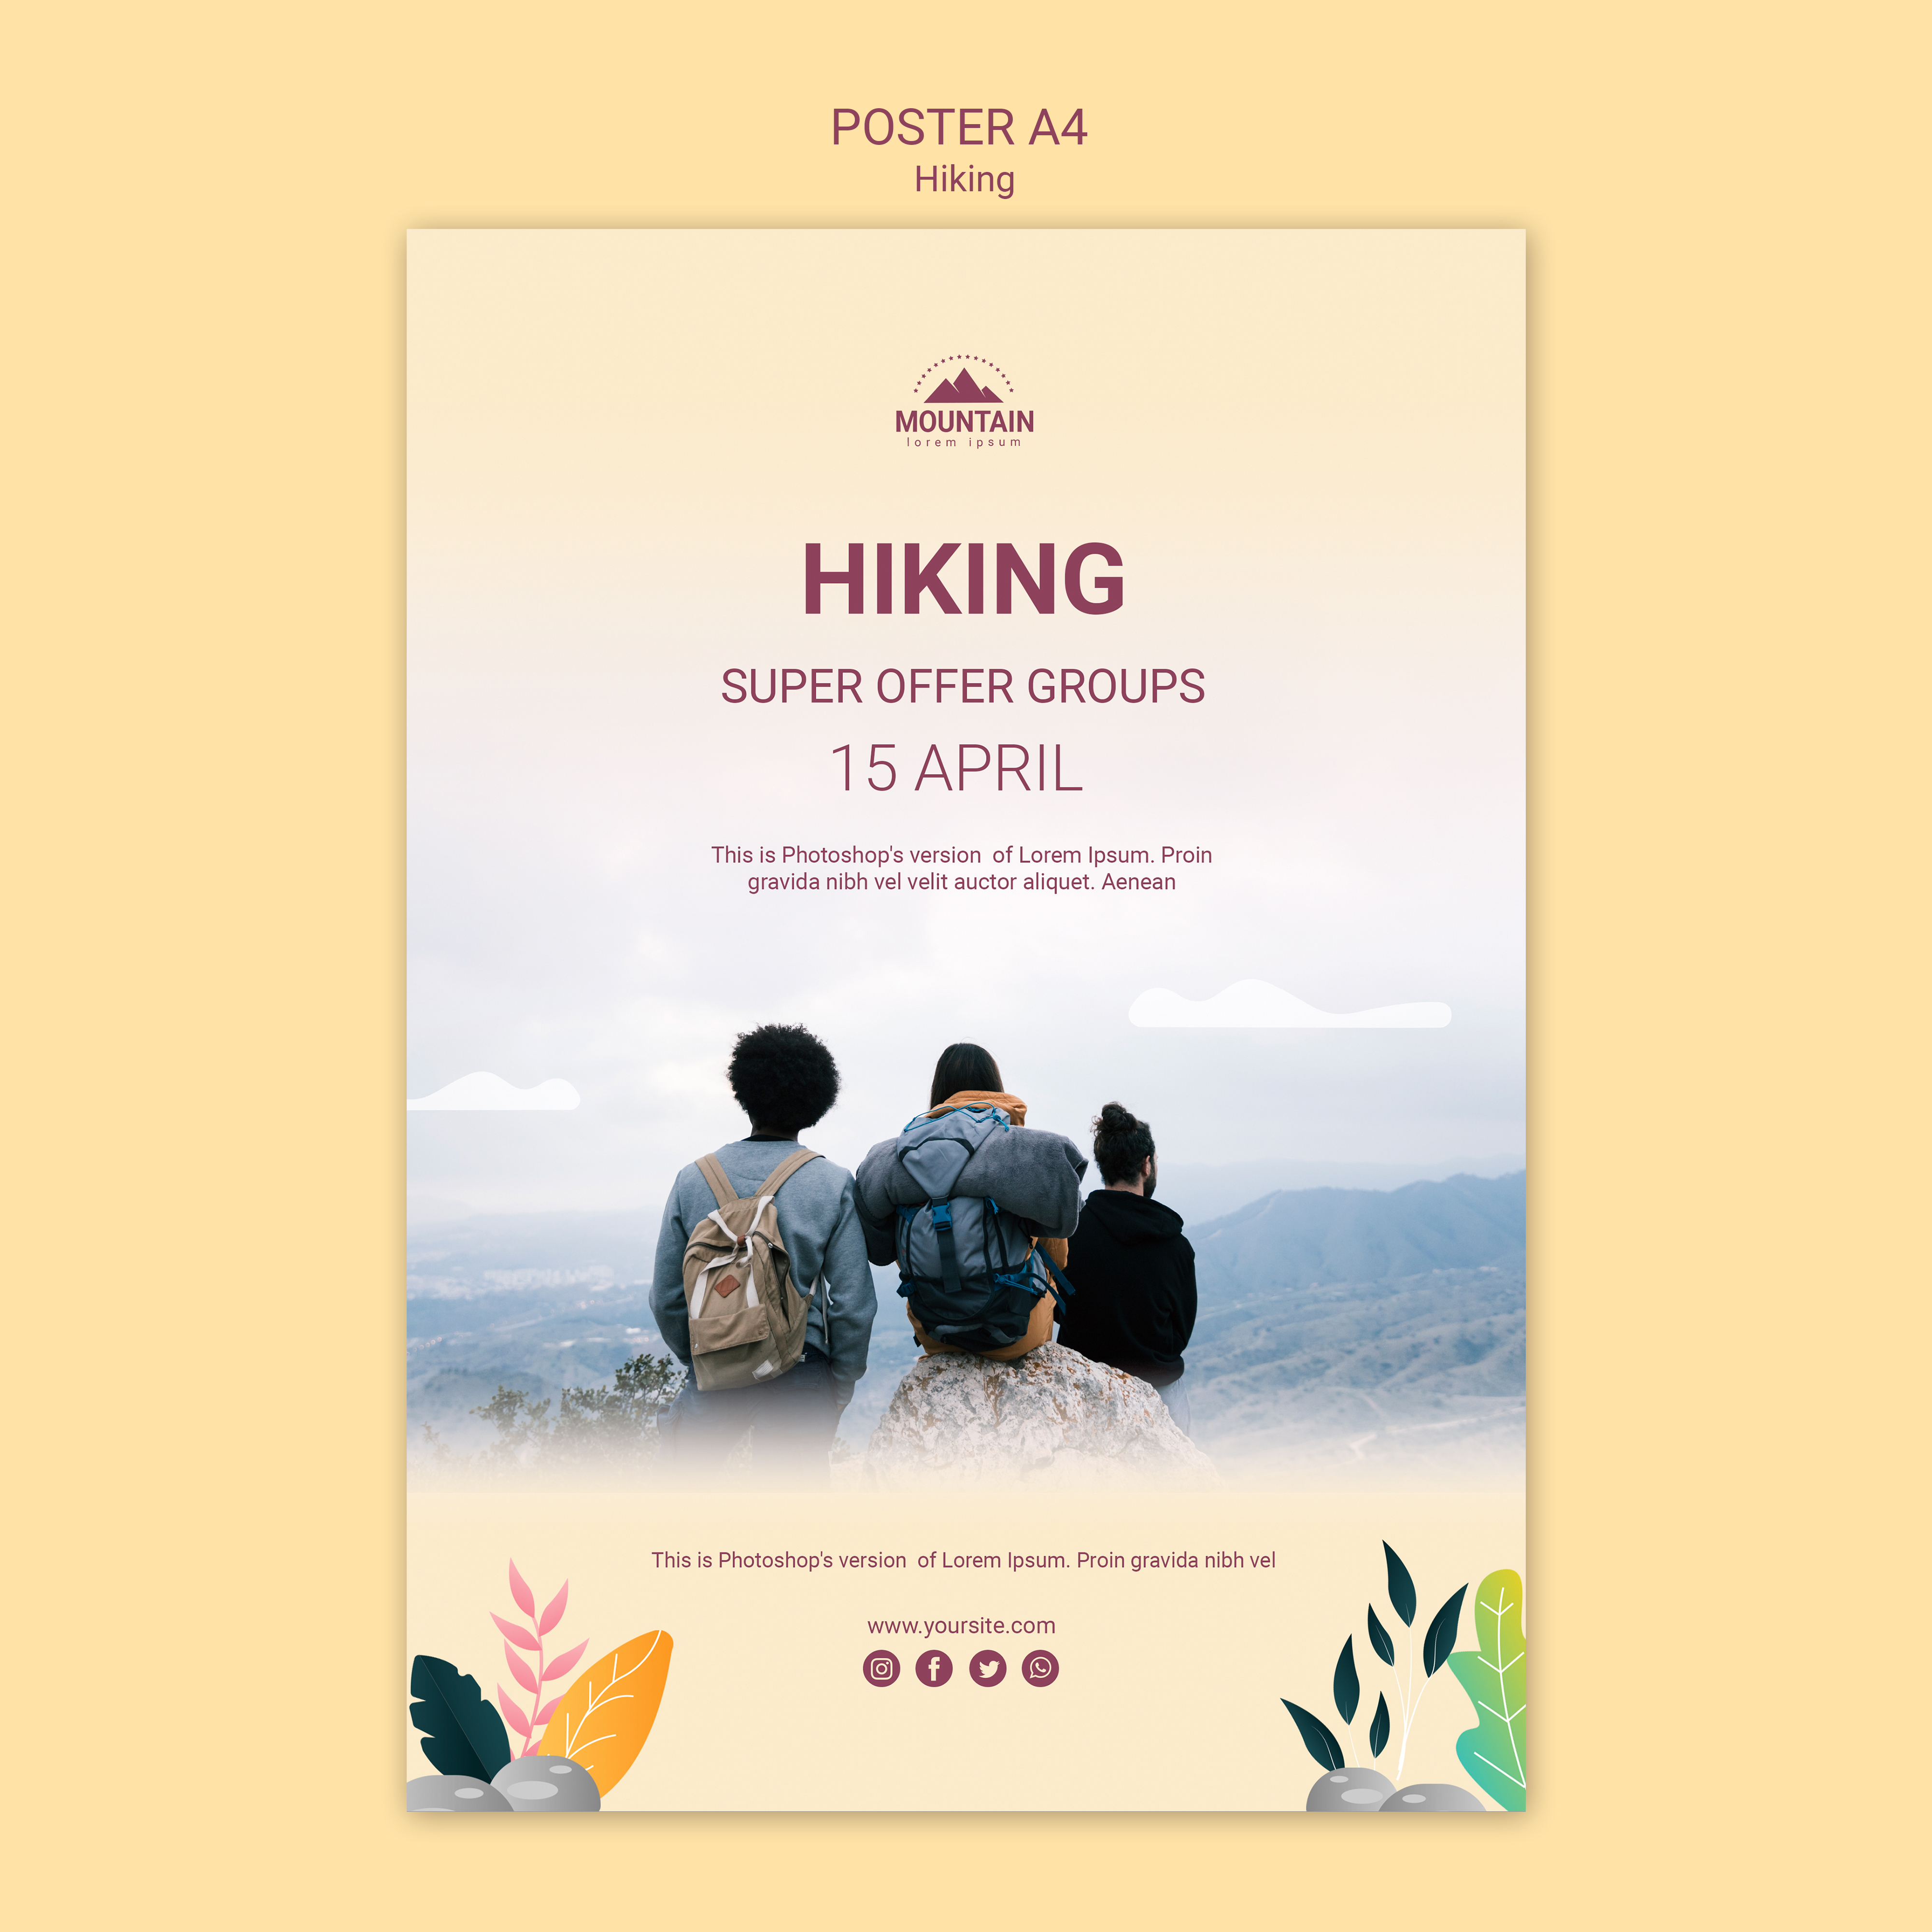 POSTER A4
Hiking
MOUNTAIN
lorem ipsum
HIKING
SUPER OFFER GROUPS
15 APRIL
This is Photoshop's version  of Lorem Ipsum. Proin
gravida nibh vel velit auctor aliquet. Aenean
This is Photoshop's version  of Lorem Ipsum. Proin gravida nibh vel
www.yoursite.com